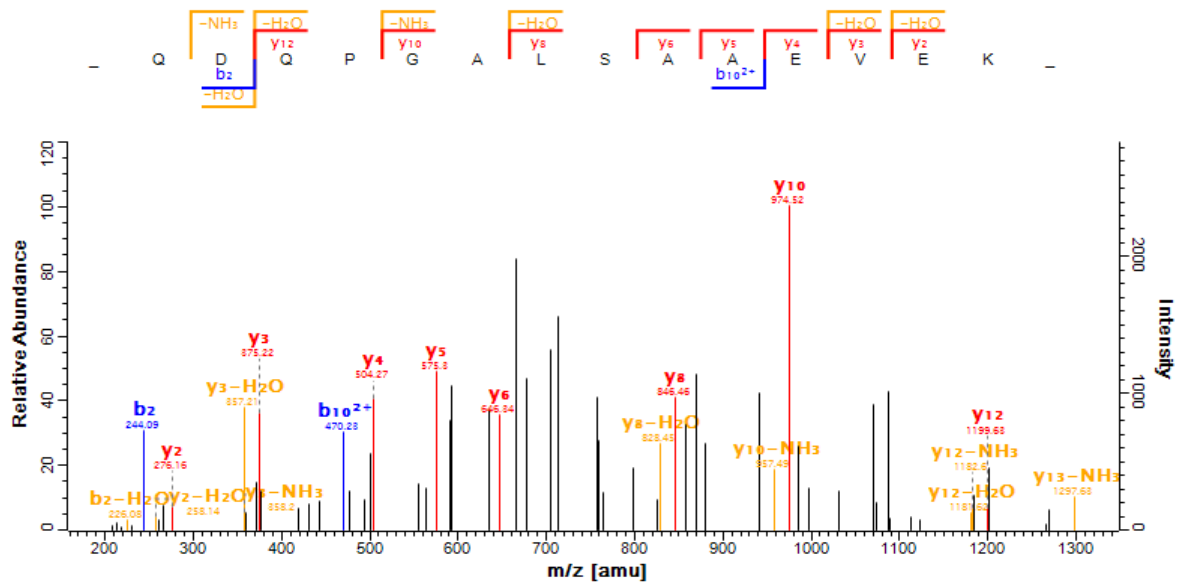 –NH₃ –H₂O –NH₃ –H₂O –H₂O –H₂O
y₁₂ y₁₀ y₈ y₆ y₅ y₄ y₃ y₂
_ Q D Q P G A L S A A E V E K _
b₂ b₁₀²⁺
–H₂O
Relative Abundance
120
100
80
60
40
20
0
y₁₀
974.52
y₃
375.22
y₄
504.27
y₅
575.3
y₆
646.34
y₈
846.46
y₃–H₂O
357.21
b₂
244.09
b₁₀²⁺
470.28
y₈–H₂O
828.45
y₁₂
1199.63
y₂
276.16
y₁₀–NH₃
957.49
y₁₂–NH₃
1182.6
b₂–H₂O
226.08
y₂–H₂O
258.14
–NH₃
358.2
y₁₂–H₂O
y₁₃–NH₃
1297.63
200 300 400 500 600 700 800 900 1000 1100 1200 1300
m/z [amu]
2000
1000
0
Intensity